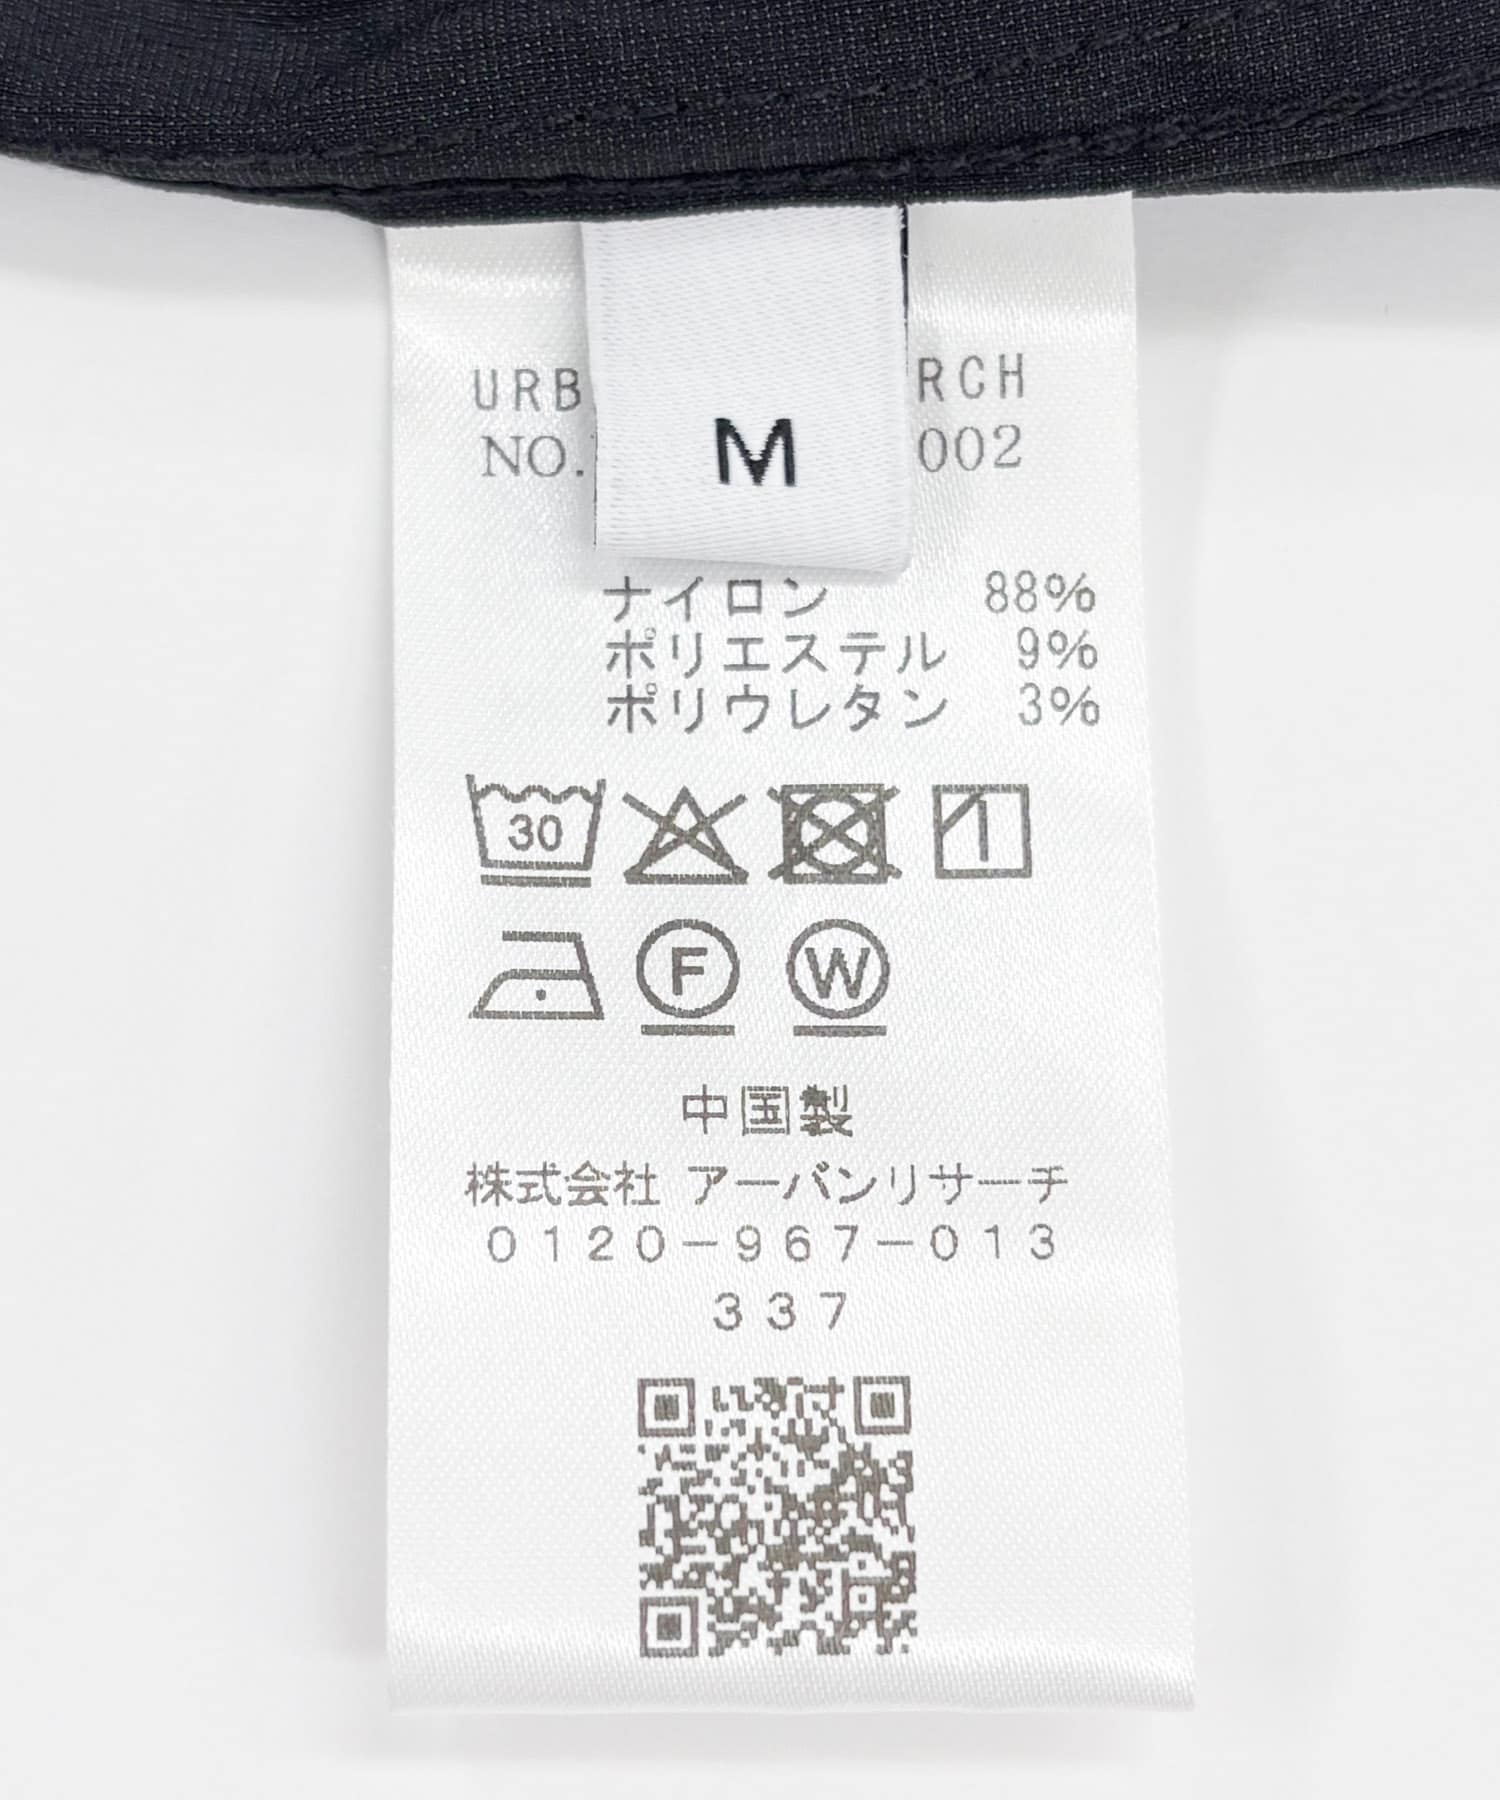 URB RCH
NO. 002
M
ナイロン 88%
ポリエステル 9%
ポリウレタン 3%
30
F W
中国製
株式会社 アーバンリサーチ
0120-967-013
337